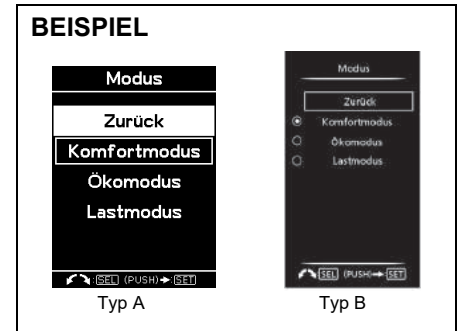 BEISPIEL
Modus
Zurück
Komfortmodus
Ökomodus
Lastmodus
:SEL (PUSH)➔:SET
Typ A
Modus
Zurück
Komfortmodus
Ökomodus
Lastmodus
SEL (PUSH)➔ SET
Typ B